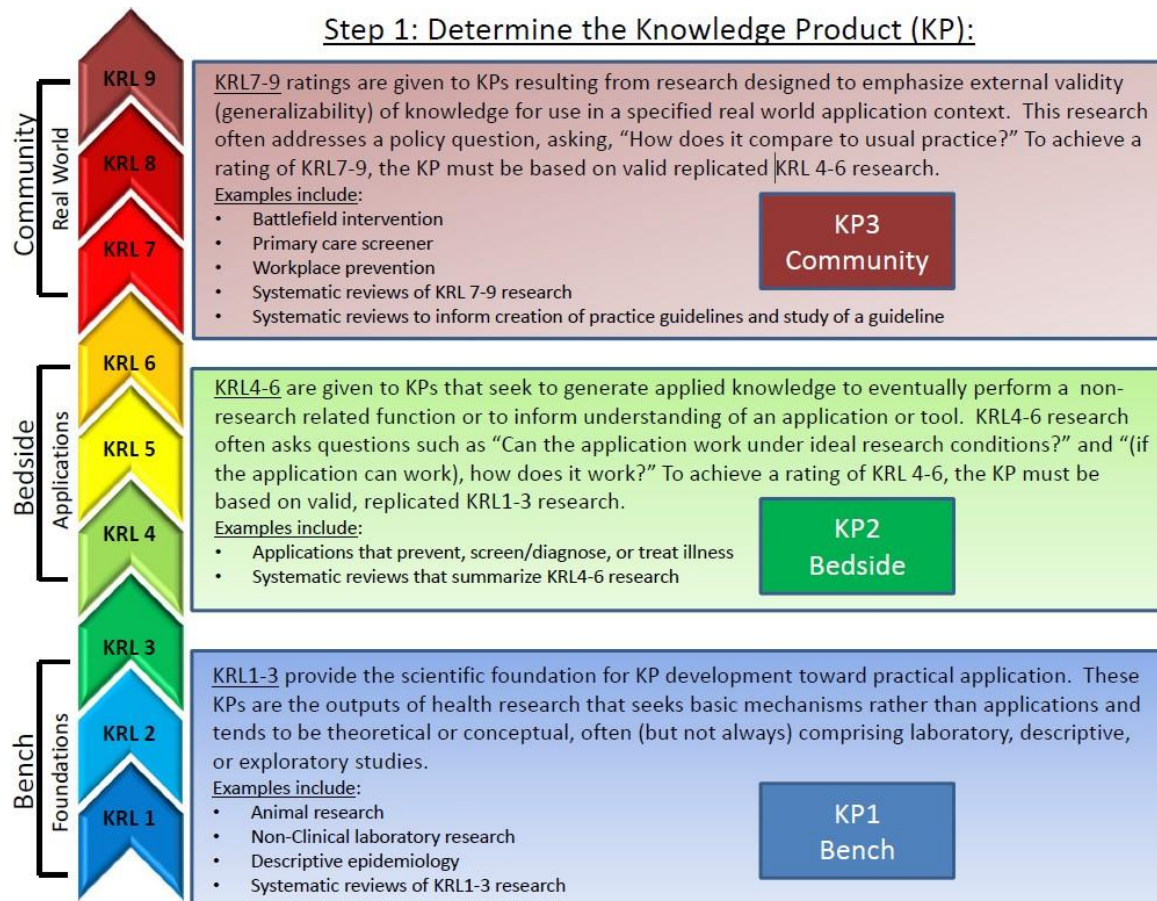 Step 1: Determine the Knowledge Product (KP):
Community
Real World
KRL 9
KRL 8
KRL 7
KRL7-9 ratings are given to KPs resulting from research designed to emphasize external validity
(generalizability) of knowledge for use in a specified real world application context. This research
often addresses a policy question, asking, “How does it compare to usual practice?” To achieve a
rating of KRL7-9, the KP must be based on valid replicated KRL 4-6 research.
Examples include:
• Battlefield intervention
• Primary care screener
• Workplace prevention
• Systematic reviews of KRL 7-9 research
• Systematic reviews to inform creation of practice guidelines and study of a guideline
KP3
Community
Bedside
Applications
KRL 6
KRL 5
KRL 4
KRL4-6 are given to KPs that seek to generate applied knowledge to eventually perform a non-
research related function or to inform understanding of an application or tool. KRL4-6 research
often asks questions such as “Can the application work under ideal research conditions?” and “(if
the application can work), how does it work?” To achieve a rating of KRL 4-6, the KP must be
based on valid, replicated KRL1-3 research.
Examples include:
• Applications that prevent, screen/diagnose, or treat illness
• Systematic reviews that summarize KRL4-6 research
KP2
Bedside
Bench
Foundations
KRL 3
KRL 2
KRL 1
KRL1-3 provide the scientific foundation for KP development toward practical application. These
KPs are the outputs of health research that seeks basic mechanisms rather than applications and
tends to be theoretical or conceptual, often (but not always) comprising laboratory, descriptive,
or exploratory studies.
Examples include:
• Animal research
• Non-Clinical laboratory research
• Descriptive epidemiology
• Systematic reviews of KRL1-3 research
KP1
Bench